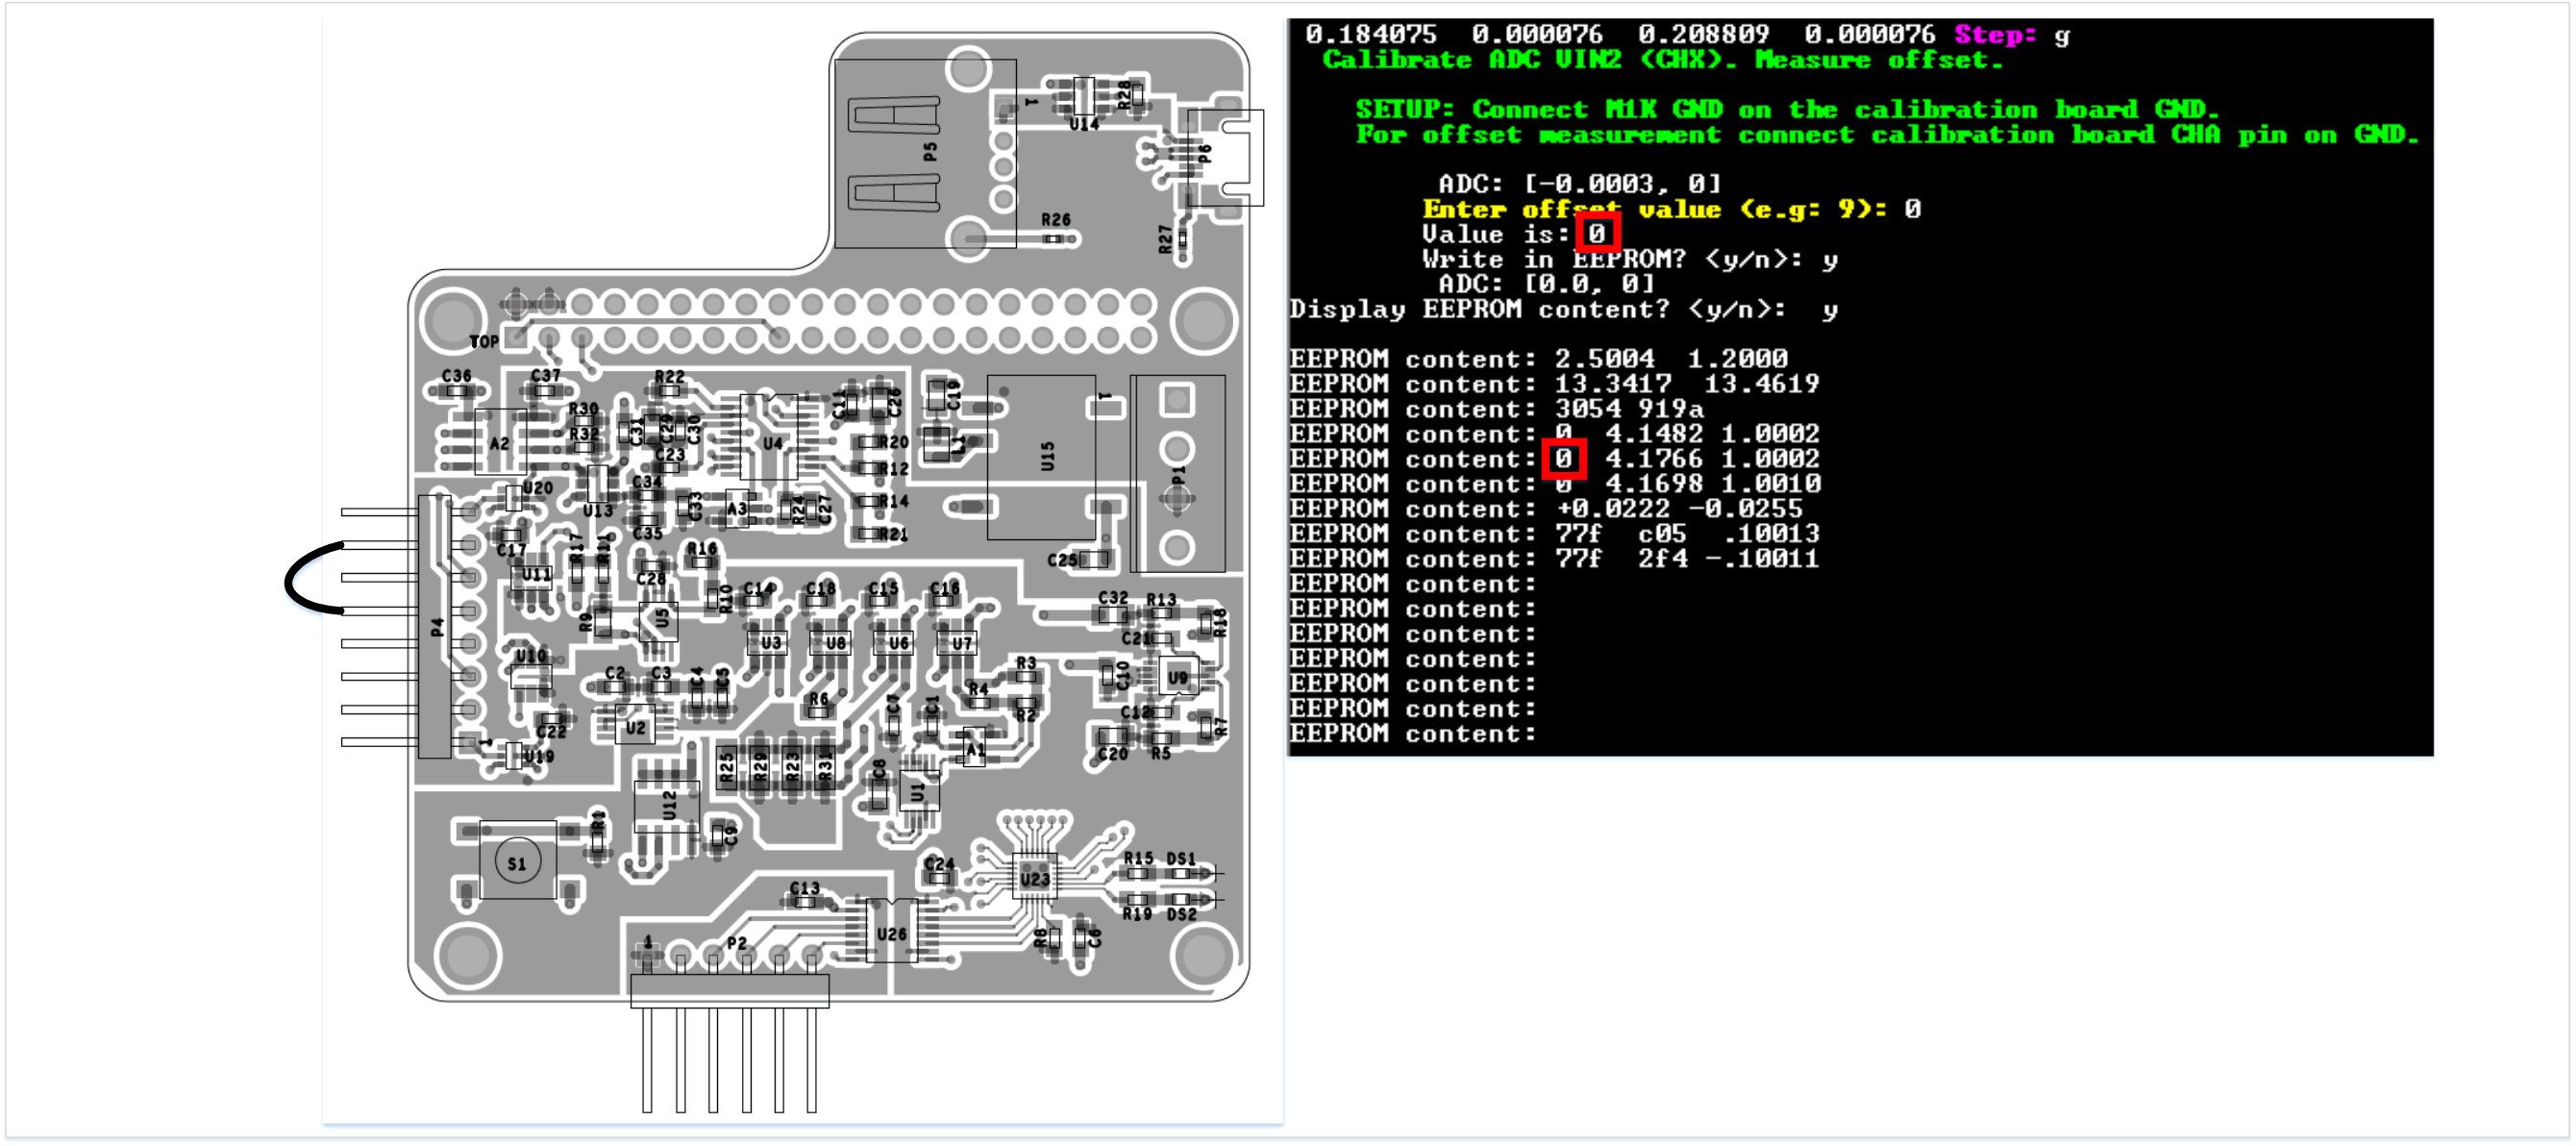 P5
1
U14
R28
P6
R26
R27
TOP
C36
C37
R22
C11
C26
C19
1
R30
R32
C31
C29
C30
A2
U4
R20
L1
U15
P1
C23
R12
U20
C34
U13
C33
A3
R24
C27
R14
C35
R21
C17
R17
R11
R16
C25
U11
C28
R10
C14
C18
C15
C16
C32
R13
R18
P4
R9
U5
U3
U8
U6
U7
C21
U10
C2
C3
C4
C5
R3
C10
U9
R6
R4
R2
C7
C1
C12
R7
C22
U2
1
U19
A1
C20
R5
R25
R29
R23
R31
C8
U1
U12
R1
C9
S1
C24
U23
R15
DS1
C13
R19
DS2
U26
R8
C6
1
P2
0.184075 0.000076 0.208809 0.000076 Step: g
Calibrate ADC VIN2 (CHX). Measure offset.
SETUP: Connect M1K GND on the calibration board GND.
For offset measurement connect calibration board CHA pin on GND.
ADC: [-0.0003, 0]
Enter offset value (e.g: 9): 0
Value is: 0
Write in EEPROM? <y/n>: y
ADC: [0.0, 0]
Display EEPROM content? <y/n>: y
EEPROM content: 2.5004 1.2000
EEPROM content: 13.3417 13.4619
EEPROM content: 3054 919a
EEPROM content: 0 4.1482 1.0002
EEPROM content: 0 4.1766 1.0002
EEPROM content: 0 4.1698 1.0010
EEPROM content: +0.0222 -0.0255
EEPROM content: 77f c05 .10013
EEPROM content: 77f 2f4 -.10011
EEPROM content:
EEPROM content:
EEPROM content:
EEPROM content:
EEPROM content:
EEPROM content:
EEPROM content: